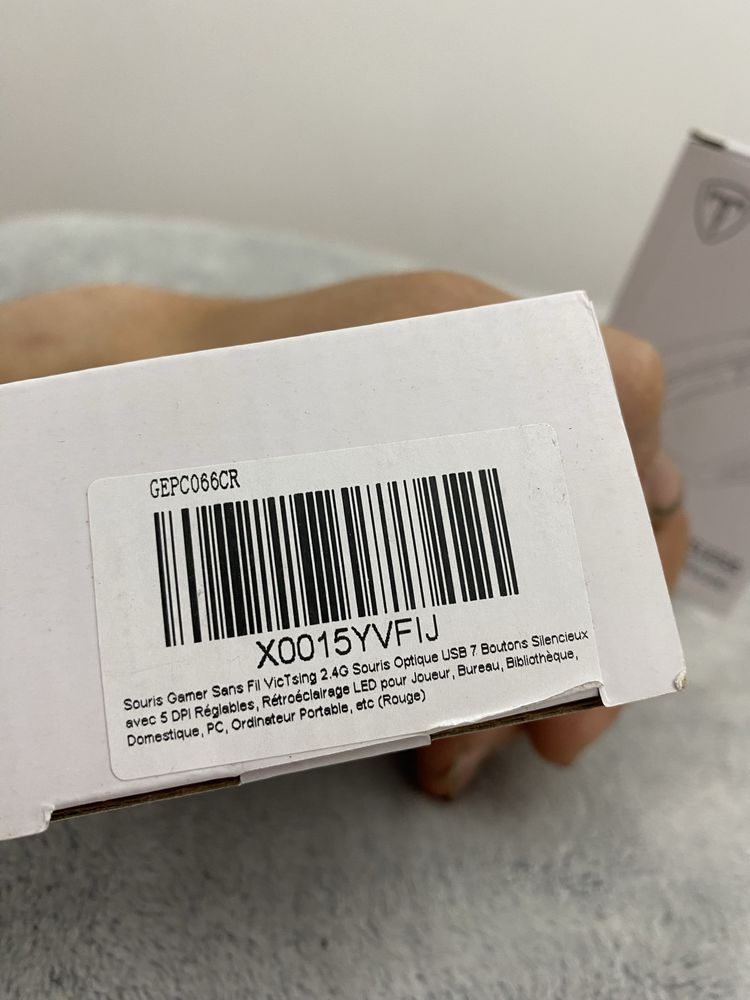 GEPC066CR
X0015YVFIJ
Souris Gamer Sans Fil VicTsing 2.4G Souris Optique USB 7 Boutons Silencieux
avec 5 DPI Réglables, Rétroéclairage LED pour Joueur, Bureau, Bibliothèque,
Domestique, PC, Ordinateur Portable, etc (Rouge)